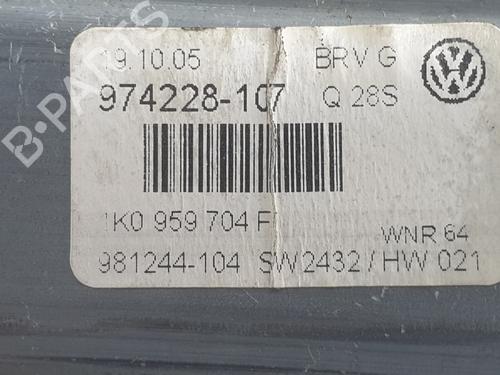 19.10.05 BRV G
974228-107 Q 28S
1K0 959 704 F
WNR 64
981244-104 SW2432 / HW 021
B-PARTS